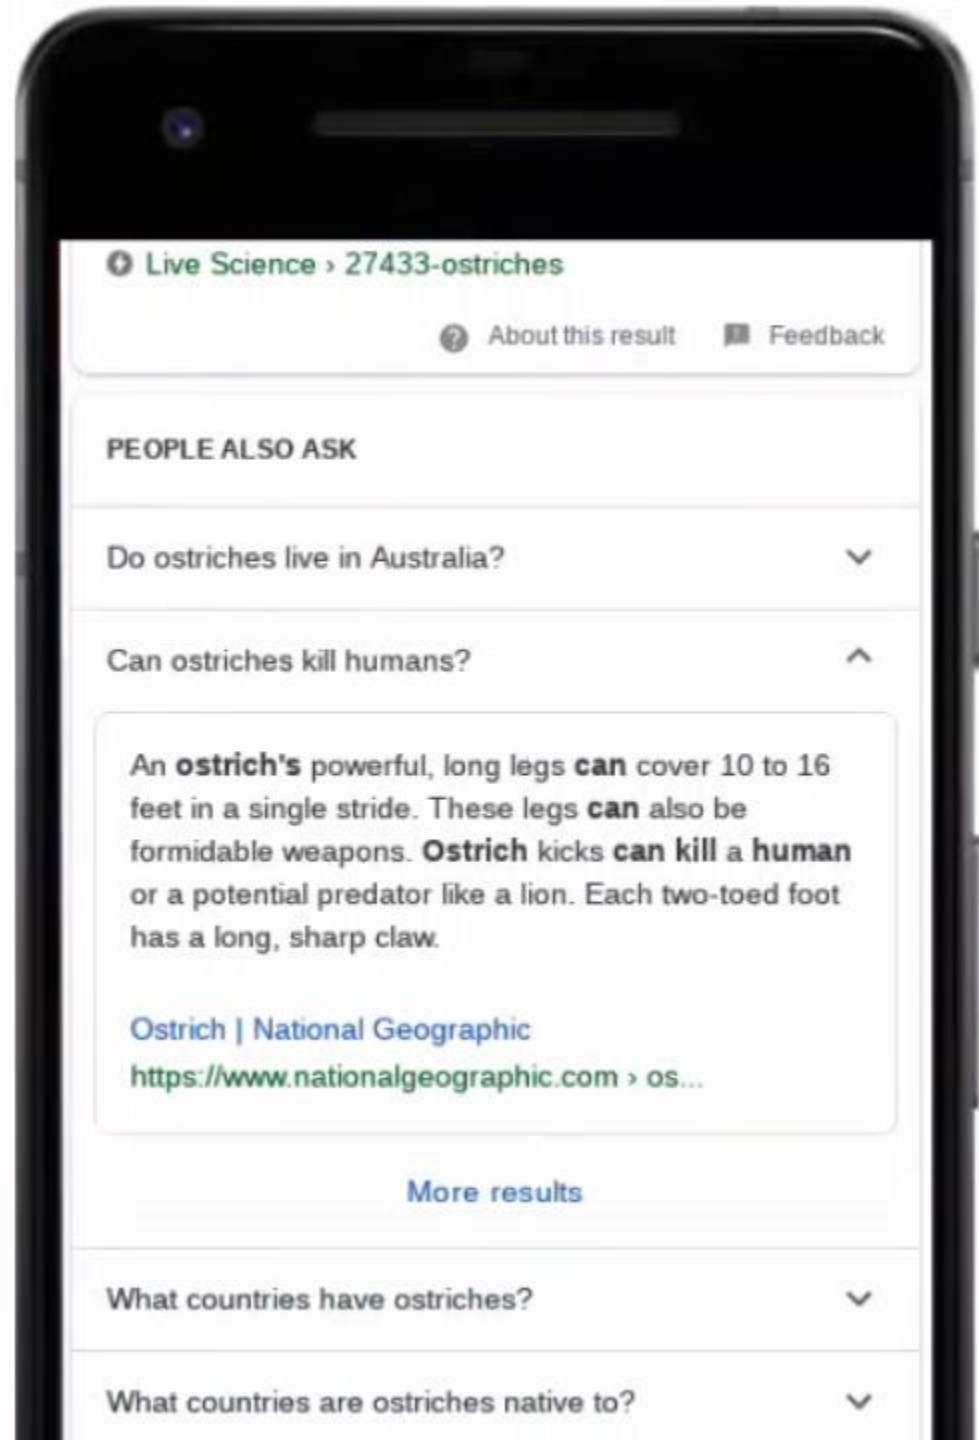 Live Science › 27433-ostriches
About this result Feedback
PEOPLE ALSO ASK
Do ostriches live in Australia?
Can ostriches kill humans?
An ostrich's powerful, long legs can cover 10 to 16
feet in a single stride. These legs can also be
formidable weapons. Ostrich kicks can kill a human
or a potential predator like a lion. Each two-toed foot
has a long, sharp claw.
Ostrich | National Geographic
https://www.nationalgeographic.com › os...
More results
What countries have ostriches?
What countries are ostriches native to?